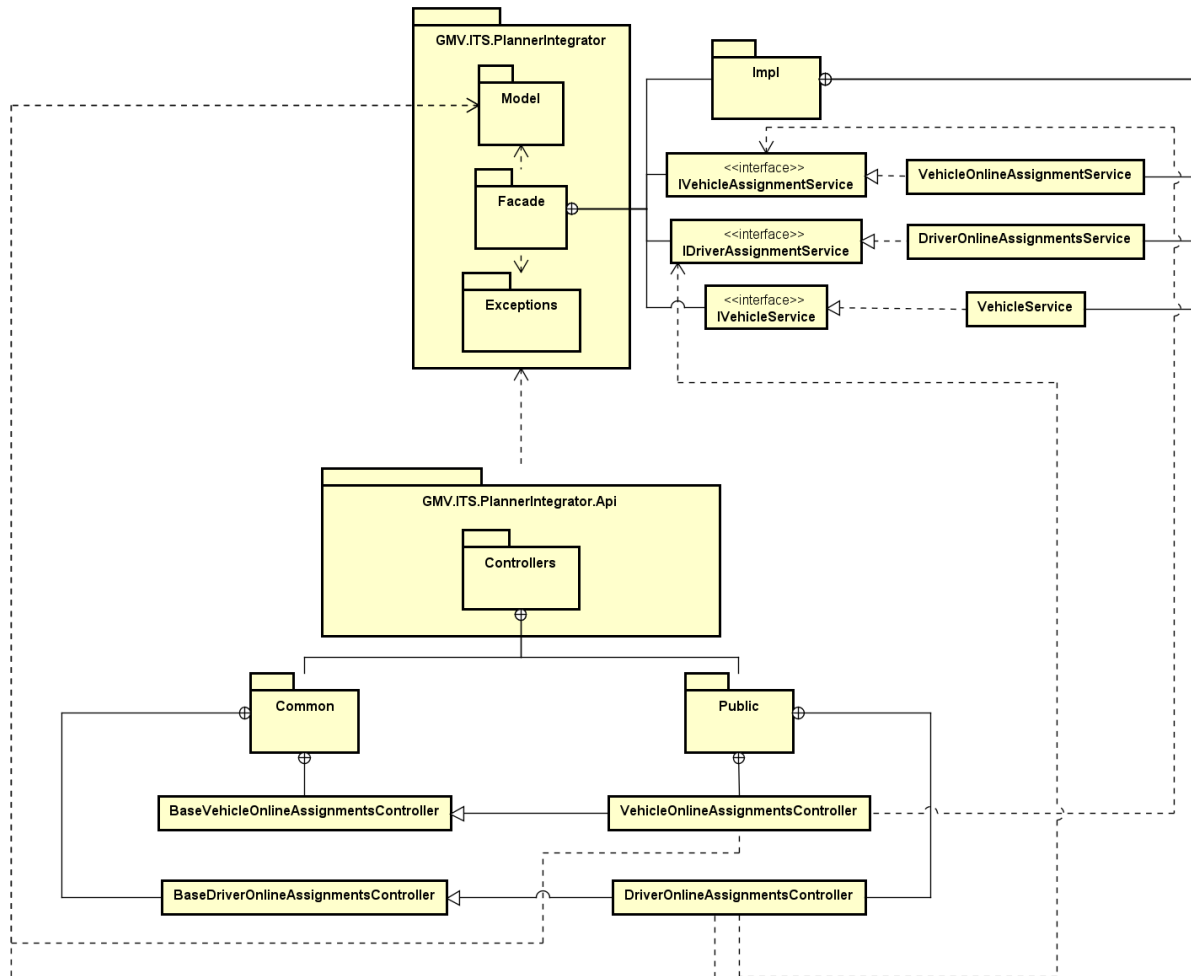 GMV.ITS.PlannerIntegrator
Model
Facade
Exceptions
Impl
<<interface>>
IVehicleAssignmentService
VehicleOnlineAssignmentService
<<interface>>
IDriverAssignmentService
DriverOnlineAssignmentsService
<<interface>>
IVehicleService
VehicleService
GMV.ITS.PlannerIntegrator.Api
Controllers
Common
Public
BaseVehicleOnlineAssignmentsController
VehicleOnlineAssignmentsController
BaseDriverOnlineAssignmentsController
DriverOnlineAssignmentsController